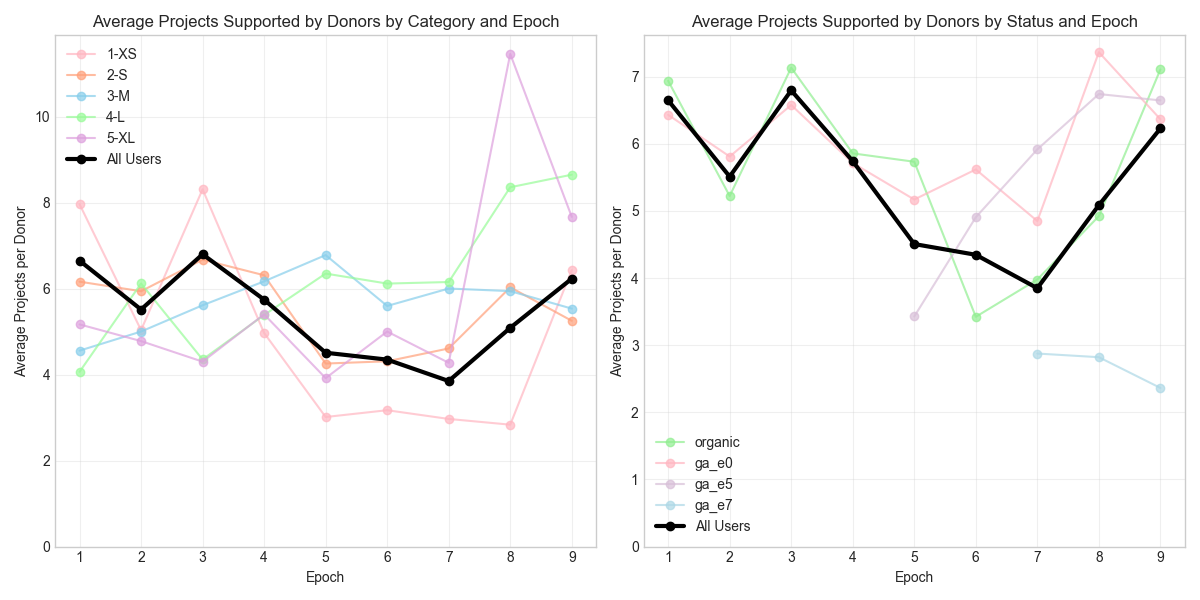 Average Projects Supported by Donors by Category and Epoch
Average Projects per Donor
10
8
6
4
2
0
1-XS
2-S
3-M
4-L
5-XL
All Users
1 2 3 4 5 6 7 8 9
Epoch
Average Projects Supported by Donors by Status and Epoch
Average Projects per Donor
7
6
5
4
3
2
1
0
organic
ga_e0
ga_e5
ga_e7
All Users
1 2 3 4 5 6 7 8 9
Epoch